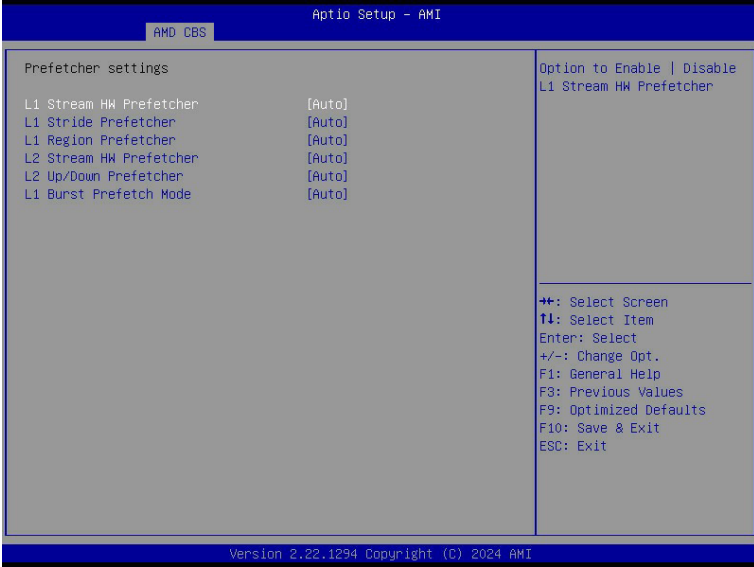 Aptio Setup – AMI
AMD CBS
Prefetcher settings
L1 Stream HW Prefetcher [Auto]
L1 Stride Prefetcher [Auto]
L1 Region Prefetcher [Auto]
L2 Stream HW Prefetcher [Auto]
L2 Up/Down Prefetcher [Auto]
L1 Burst Prefetch Mode [Auto]
Option to Enable | Disable
L1 Stream HW Prefetcher
→←: Select Screen
↑↓: Select Item
Enter: Select
+/-: Change Opt.
F1: General Help
F3: Previous Values
F9: Optimized Defaults
F10: Save & Exit
ESC: Exit
Version 2.22.1294 Copyright (C) 2024 AMI